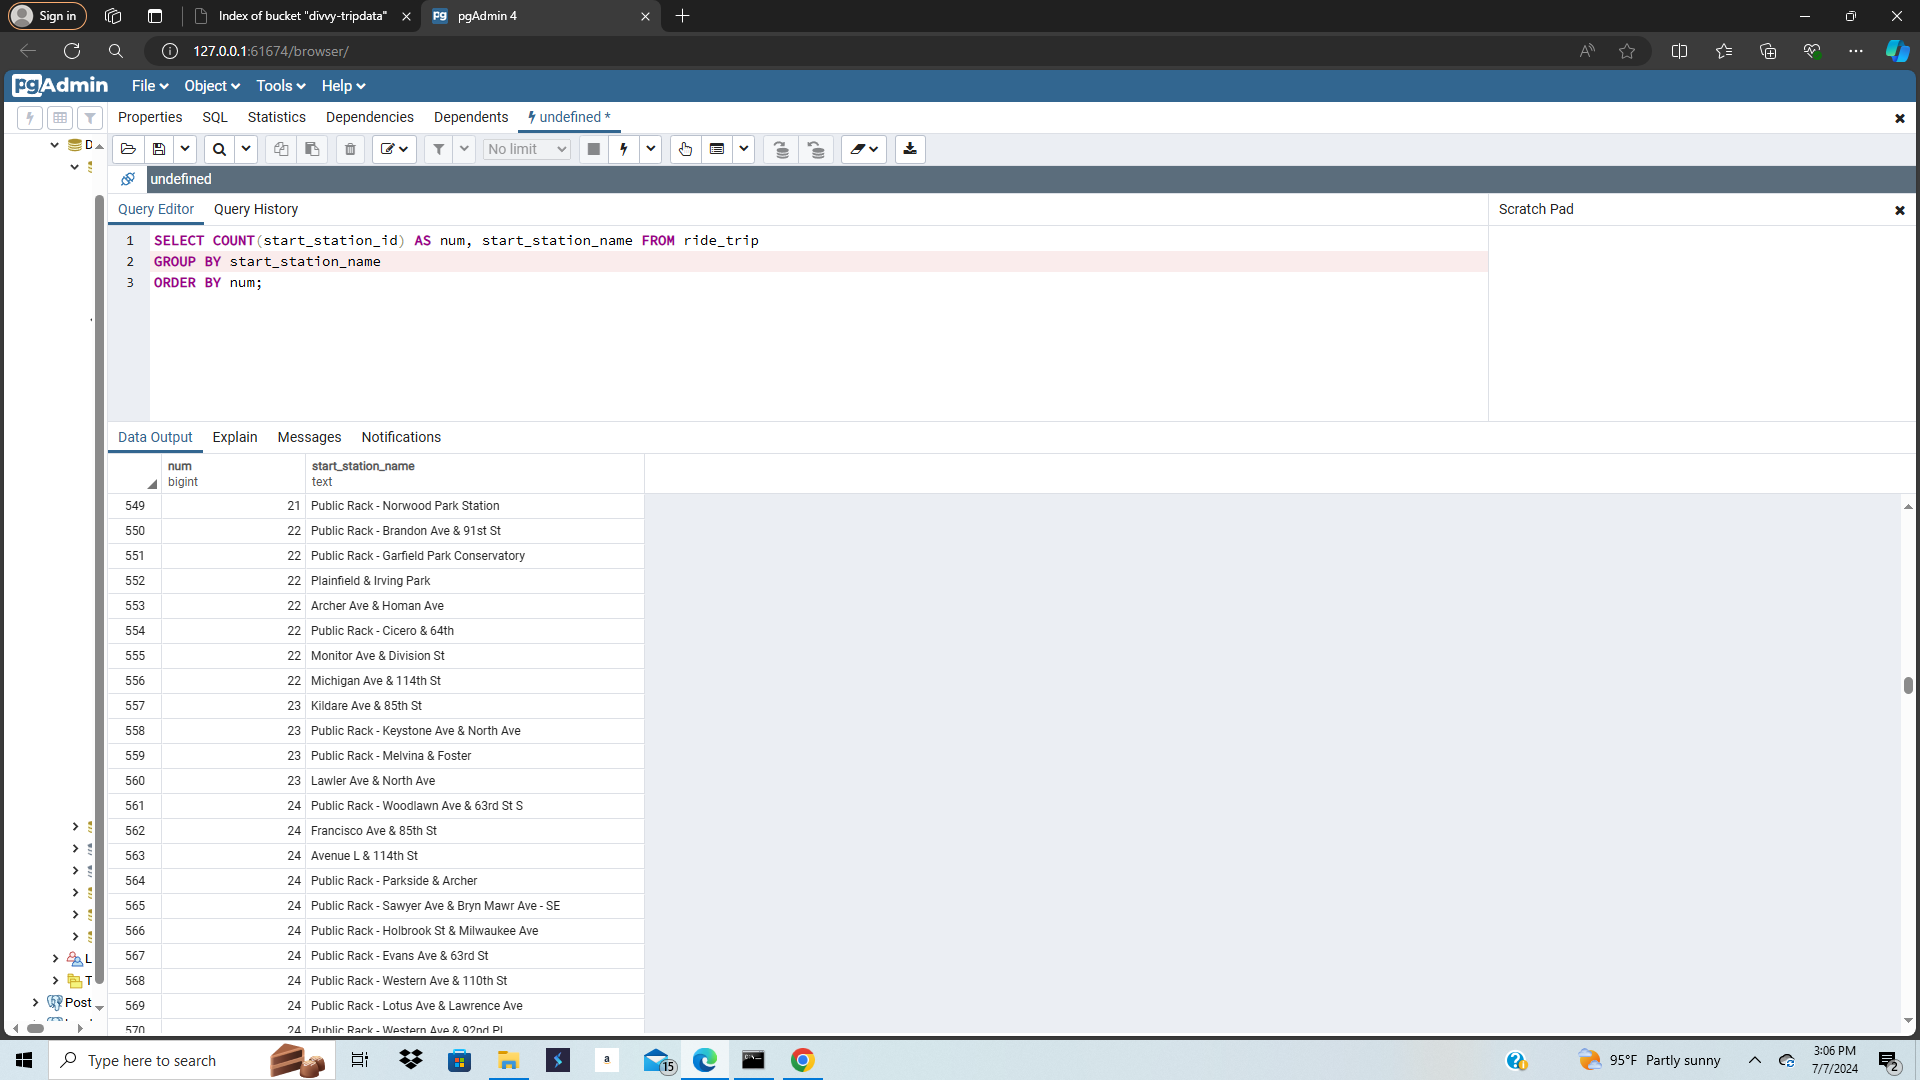 Sign in
Index of bucket "divvy-tripdata"
pgAdmin 4
127.0.0.1:61674/browser/
pgAdmin File Object Tools Help
Properties SQL Statistics Dependencies Dependents undefined *
No limit
undefined
Query Editor Query History Scratch Pad
1 SELECT COUNT(start_station_id) AS num, start_station_name FROM ride_trip
2 GROUP BY start_station_name
3 ORDER BY num;
Data Output Explain Messages Notifications
num start_station_name
bigint text
549 21 Public Rack - Norwood Park Station
550 22 Public Rack - Brandon Ave & 91st St
551 22 Public Rack - Garfield Park Conservatory
552 22 Plainfield & Irving Park
553 22 Archer Ave & Homan Ave
554 22 Public Rack - Cicero & 64th
555 22 Monitor Ave & Division St
556 22 Michigan Ave & 114th St
557 23 Kildare Ave & 85th St
558 23 Public Rack - Keystone Ave & North Ave
559 23 Public Rack - Melvina & Foster
560 23 Lawler Ave & North Ave
561 24 Public Rack - Woodlawn Ave & 63rd St S
562 24 Francisco Ave & 85th St
563 24 Avenue L & 114th St
564 24 Public Rack - Parkside & Archer
565 24 Public Rack - Sawyer Ave & Bryn Mawr Ave - SE
566 24 Public Rack - Holbrook St & Milwaukee Ave
567 24 Public Rack - Evans Ave & 63rd St
568 24 Public Rack - Western Ave & 110th St
569 24 Public Rack - Lotus Ave & Lawrence Ave
570 24 Public Rack - Western Ave & 92nd Pl
D
L
T
Post
Type here to search
a
15
95°F Partly sunny
3:06 PM
7/7/2024
2